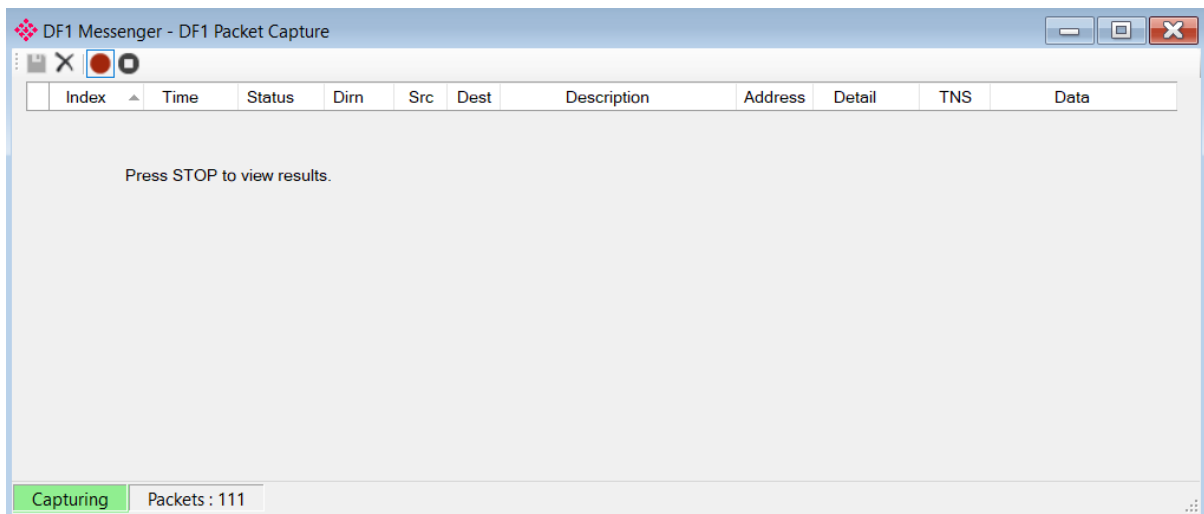 DF1 Messenger - DF1 Packet Capture
Index Time Status Dirn Src Dest Description Address Detail TNS Data
Press STOP to view results.
Capturing Packets : 111